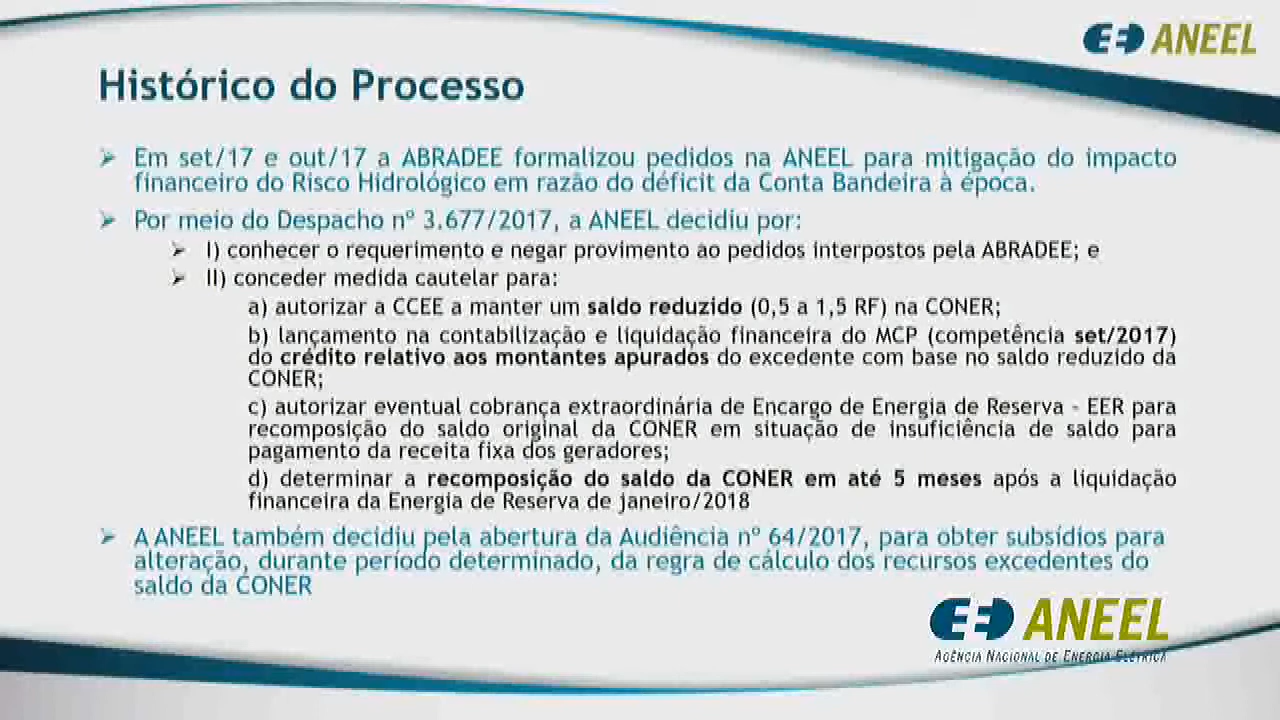 ANEEL
Histórico do Processo
➢ Em set/17 e out/17 a ABRADEE formalizou pedidos na ANEEL para mitigação do impacto
financeiro do Risco Hidrológico em razão do déficit da Conta Bandeira à época.
➢ Por meio do Despacho nº 3.677/2017, a ANEEL decidiu por:
➢ I) conhecer o requerimento e negar provimento ao pedidos interpostos pela ABRADEE; e
➢ II) conceder medida cautelar para:
a) autorizar a CCEE a manter um saldo reduzido (0,5 a 1,5 RF) na CONER;
b) lançamento na contabilização e liquidação financeira do MCP (competência set/2017)
do crédito relativo aos montantes apurados do excedente com base no saldo reduzido da
CONER;
c) autorizar eventual cobrança extraordinária de Encargo de Energia de Reserva - EER para
recomposição do saldo original da CONER em situação de insuficiência de saldo para
pagamento da receita fixa dos geradores;
d) determinar a recomposição do saldo da CONER em até 5 meses após a liquidação
financeira da Energia de Reserva de janeiro/2018
➢ A ANEEL também decidiu pela abertura da Audiência nº 64/2017, para obter subsídios para
alteração, durante período determinado, da regra de cálculo dos recursos excedentes do
saldo da CONER
ANEEL
AGÊNCIA NACIONAL DE ENERGIA ELÉTRICA